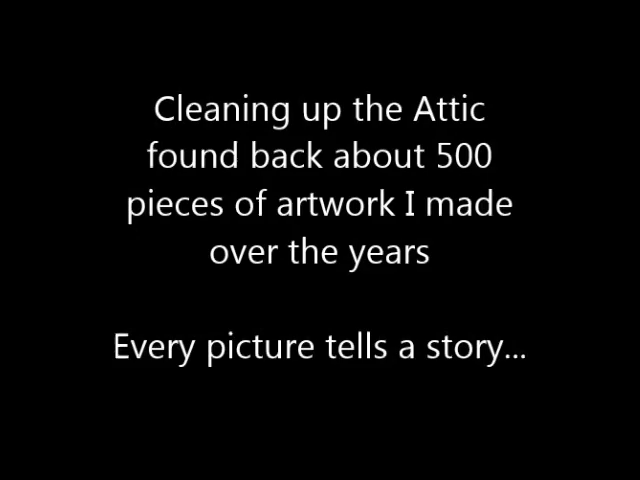 Cleaning up the Attic
found back about 500
pieces of artwork I made
over the years
Every picture tells a story...